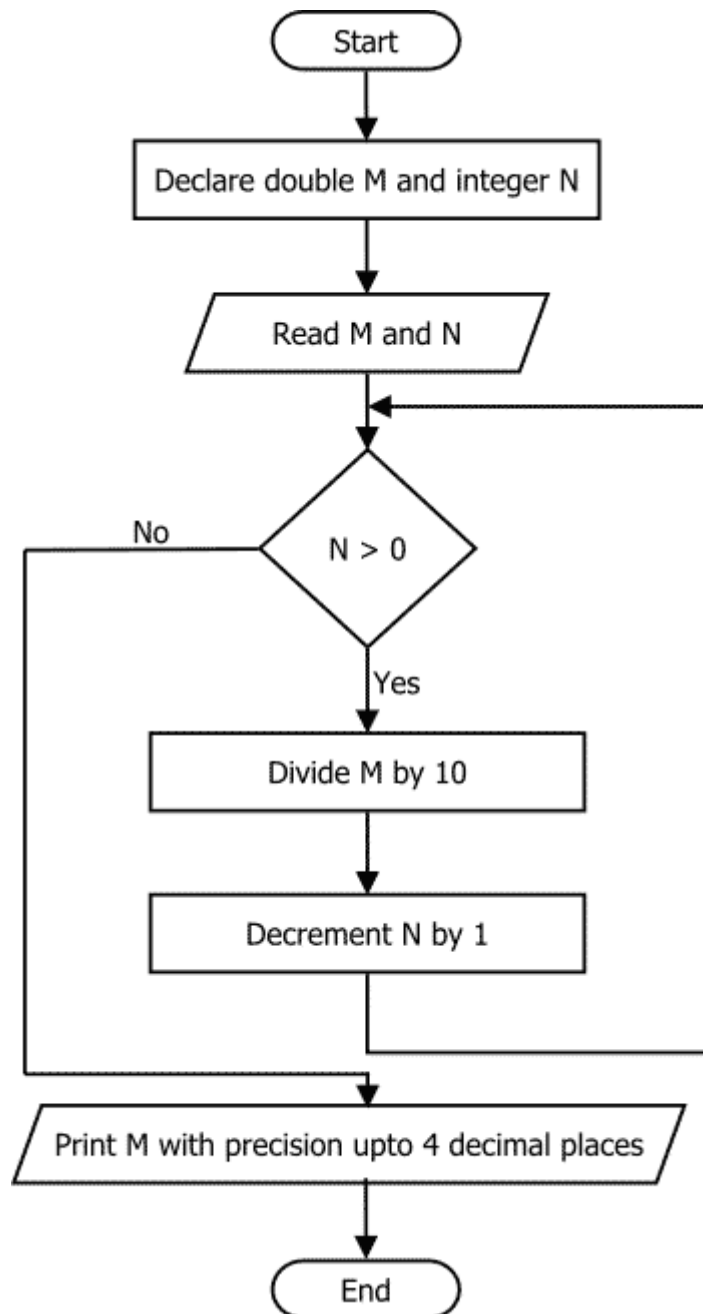 Start
Declare double M and integer N
Read M and N
No
N > 0
Yes
Divide M by 10
Decrement N by 1
Print M with precision upto 4 decimal places
End